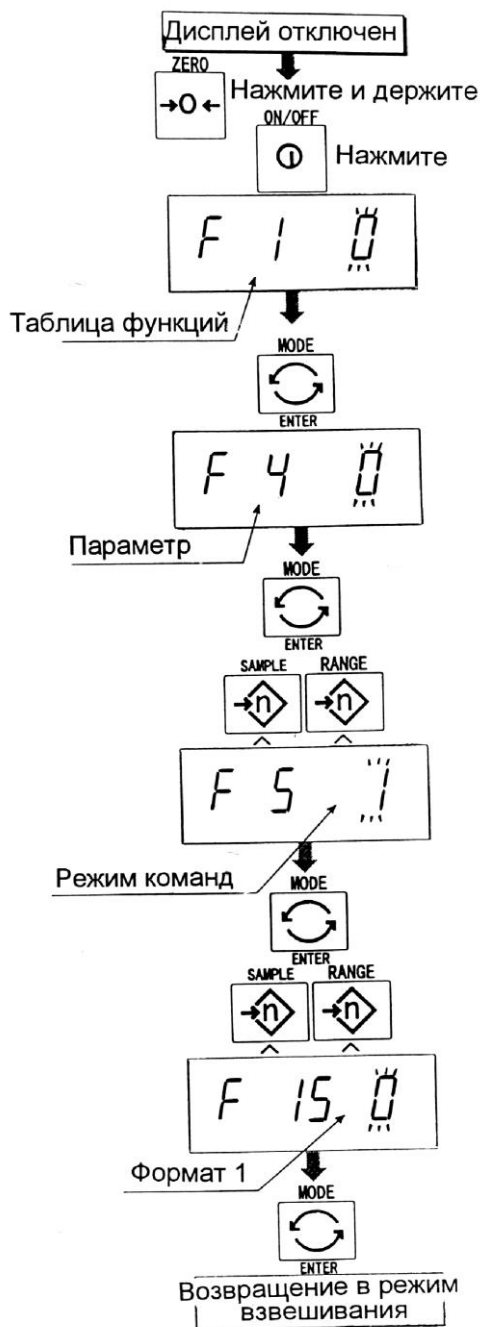 Дисплей отключен
ZERO
→0←
Нажмите и держите
ON/OFF
Нажмите
F 1 0
Таблица функций
MODE
ENTER
F 4 0
Параметр
MODE
ENTER
SAMPLE RANGE
→n →n
F 5 1
Режим команд
MODE
ENTER
SAMPLE RANGE
→n →n
F 15 0
Формат 1
MODE
ENTER
Возвращение в режим
взвешивания